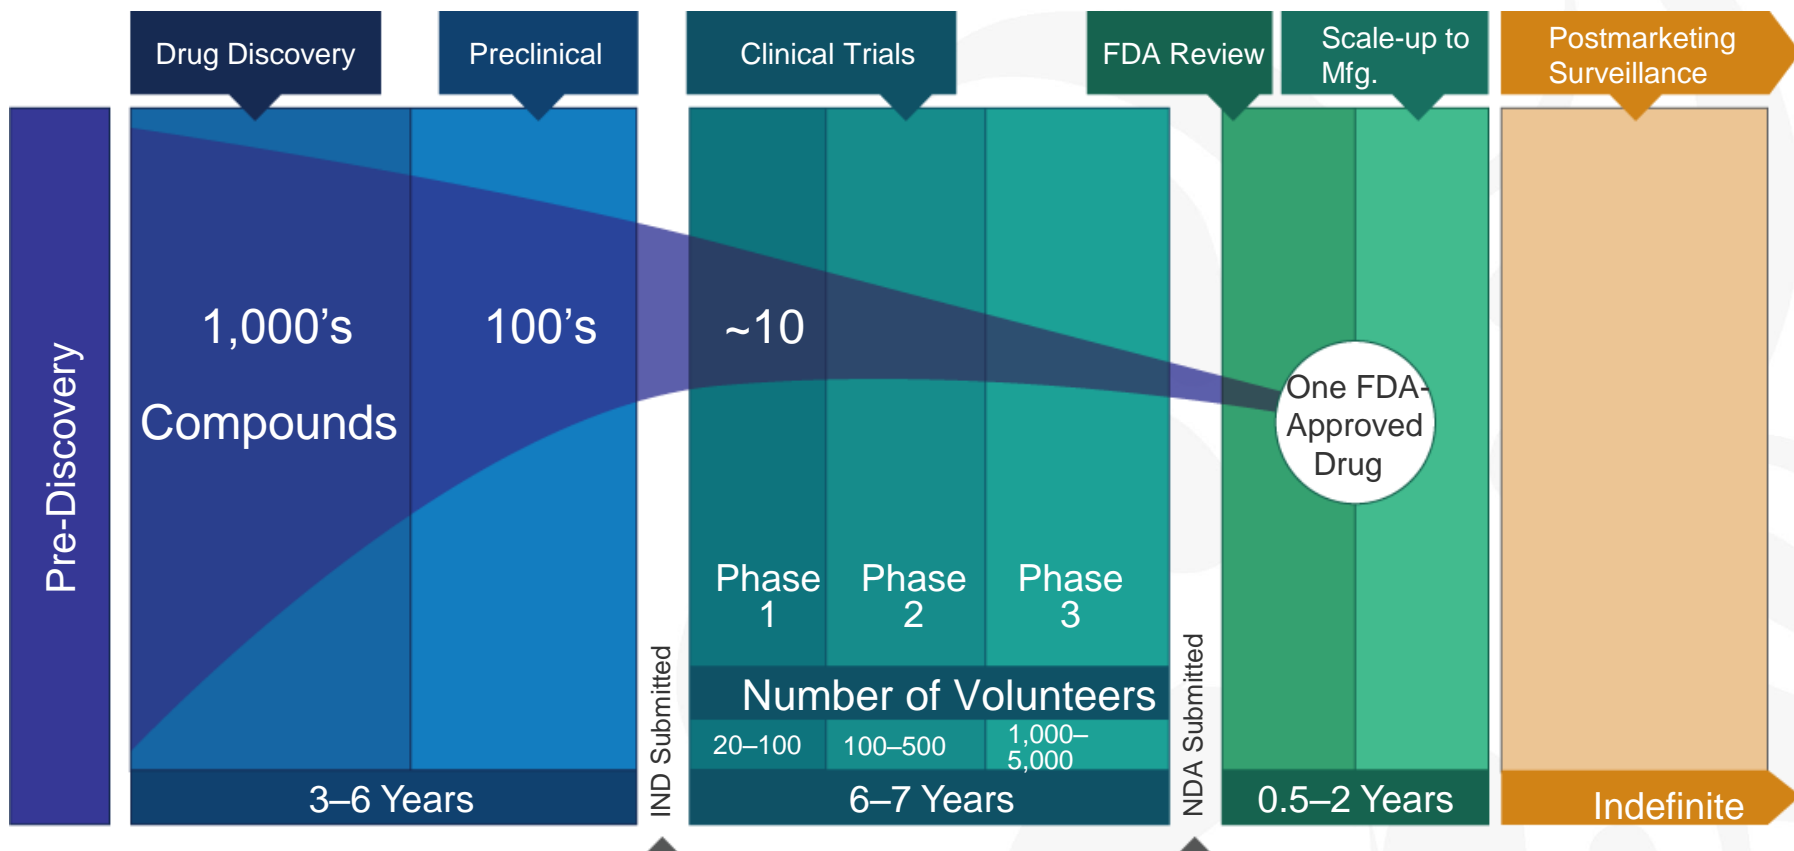 Drug Discovery
Preclinical
Clinical Trials
FDA Review
Scale-up to
Mfg.
Postmarketing
Surveillance
Pre-Discovery
1,000’s
100’s
~10
Compounds
One FDA-
Approved
Drug
Phase
1
Phase
2
Phase
3
Number of Volunteers
20–100
100–500
1,000–
5,000
IND Submitted
NDA Submitted
3–6 Years
6–7 Years
0.5–2 Years
Indefinite